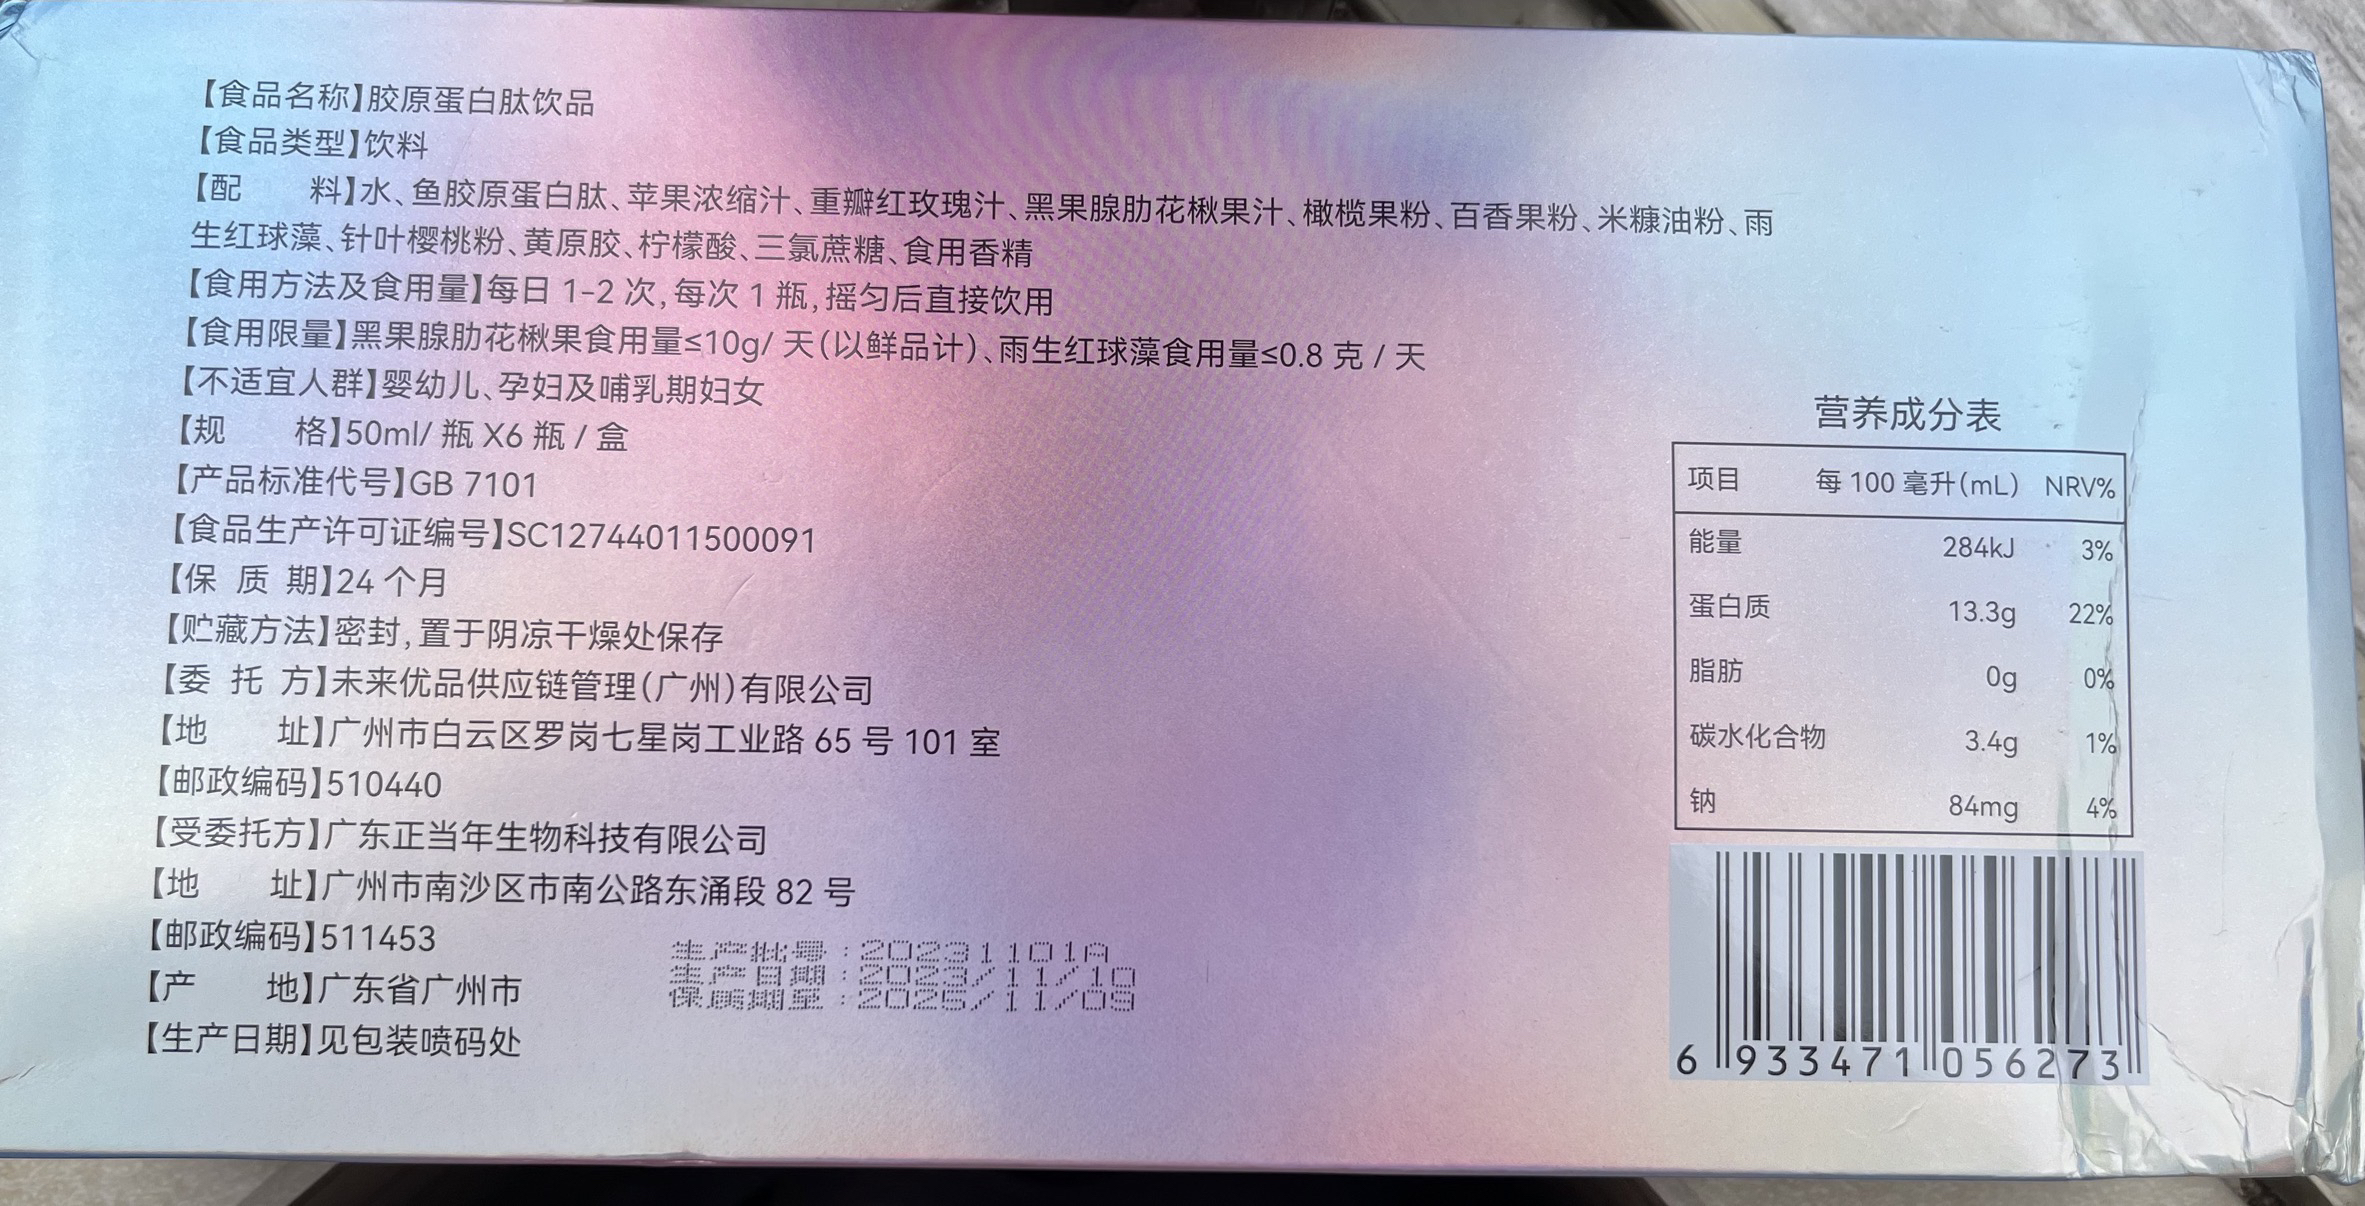 【食品名称】胶原蛋白肽饮品
【食品类型】饮料
【配　　料】水、鱼胶原蛋白肽、苹果浓缩汁、重瓣红玫瑰汁、黑果腺肋花楸果汁、橄榄果粉、百香果粉、米糠油粉、雨
生红球藻、针叶樱桃粉、黄原胶、柠檬酸、三氯蔗糖、食用香精
【食用方法及食用量】每日 1-2 次,每次 1 瓶,摇匀后直接饮用
【食用限量】黑果腺肋花楸果食用量≤10g/ 天(以鲜品计)、雨生红球藻食用量≤0.8 克 / 天
【不适宜人群】婴幼儿、孕妇及哺乳期妇女
【规　　格】50ml/ 瓶 X6 瓶 / 盒
【产品标准代号】GB 7101
【食品生产许可证编号】SC12744011500091
【保 质 期】24 个月
【贮藏方法】密封,置于阴凉干燥处保存
【委 托 方】未来优品供应链管理(广州)有限公司
【地　　址】广州市白云区罗岗七星岗工业路 65 号 101 室
【邮政编码】510440
【受委托方】广东正当年生物科技有限公司
【地　　址】广州市南沙区市南公路东涌段 82 号
【邮政编码】511453
【产　　地】广东省广州市
【生产日期】见包装喷码处
生产批号:20231101A
生产日期:2023/11/10
保质期至:2025/11/09
营养成分表
项目 每 100 毫升(mL) NRV%
能量 284kJ 3%
蛋白质 13.3g 22%
脂肪 0g 0%
碳水化合物 3.4g 1%
钠 84mg 4%
6 933471 056273